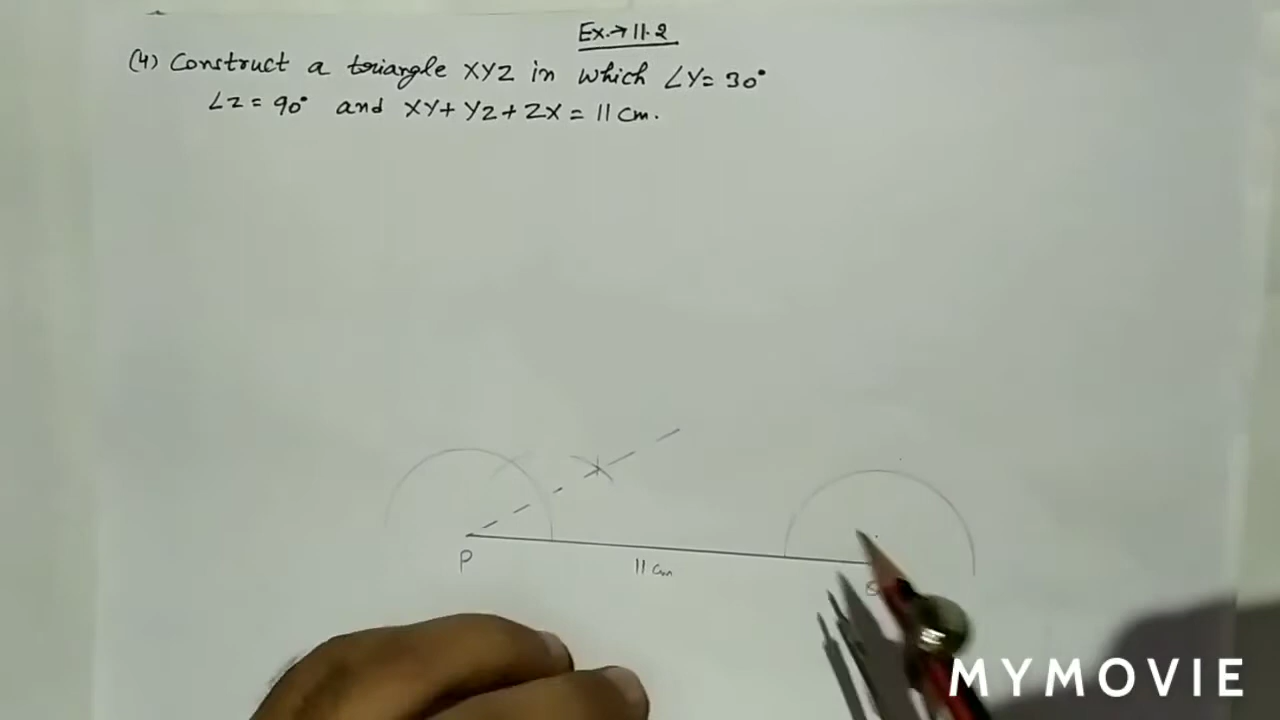 Ex.→ 11.2
(4) Construct a triangle XYZ in which ∠Y= 30°
∠Z = 90° and XY+ YZ + ZX = 11 cm.
P
11 cm
MYMOVIE